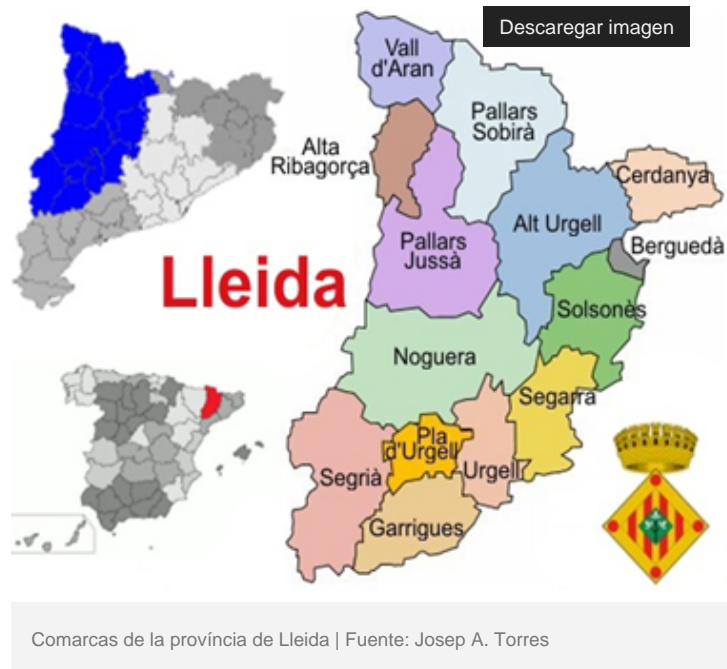 Descaregar imagen
Vall
d'Aran
Pallars
Sobirà
Alta
Ribagorça
Cerdanya
Alt Urgell
Pallars
Jussà
Berguedà
Lleida
Solsonès
Noguera
Segarra
Pla
d'Urgell
Segrià
Urgell
Garrigues
Comarcas de la província de Lleida | Fuente: Josep A. Torres